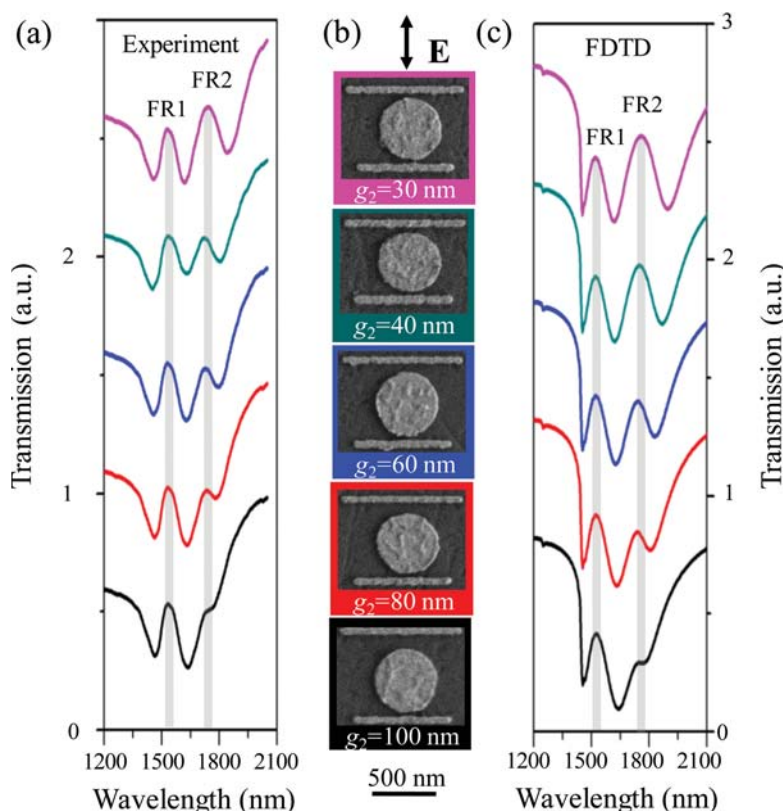 (a)
Experiment
FR1
FR2
Transmission (a.u.)
2
1
0
1200 1500 1800 2100
Wavelength (nm)
(b)
E
g2=30 nm
g2=40 nm
g2=60 nm
g2=80 nm
g2=100 nm
500 nm
(c)
FDTD
FR1
FR2
3
2
1
0
Transmission (a.u.)
1200 1500 1800 2100
Wavelength (nm)